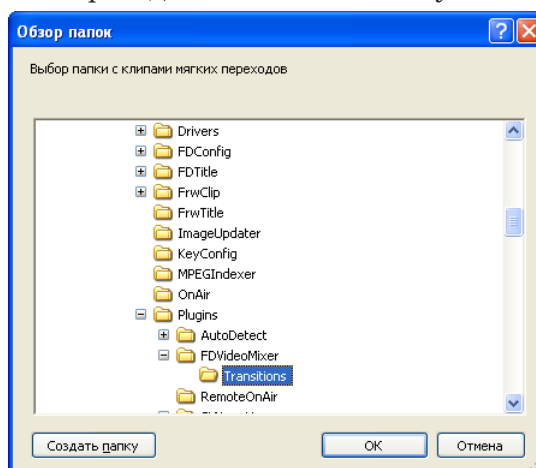 Обзор папок
Выбор папки с клипами мягких переходов
Drivers
FDConfig
FDTitle
FrwClip
FrwTitle
ImageUpdater
KeyConfig
MPEGIndexer
OnAir
Plugins
AutoDetect
FDVideoMixer
Transitions
RemoteOnAir
Создать папку
ОК
Отмена